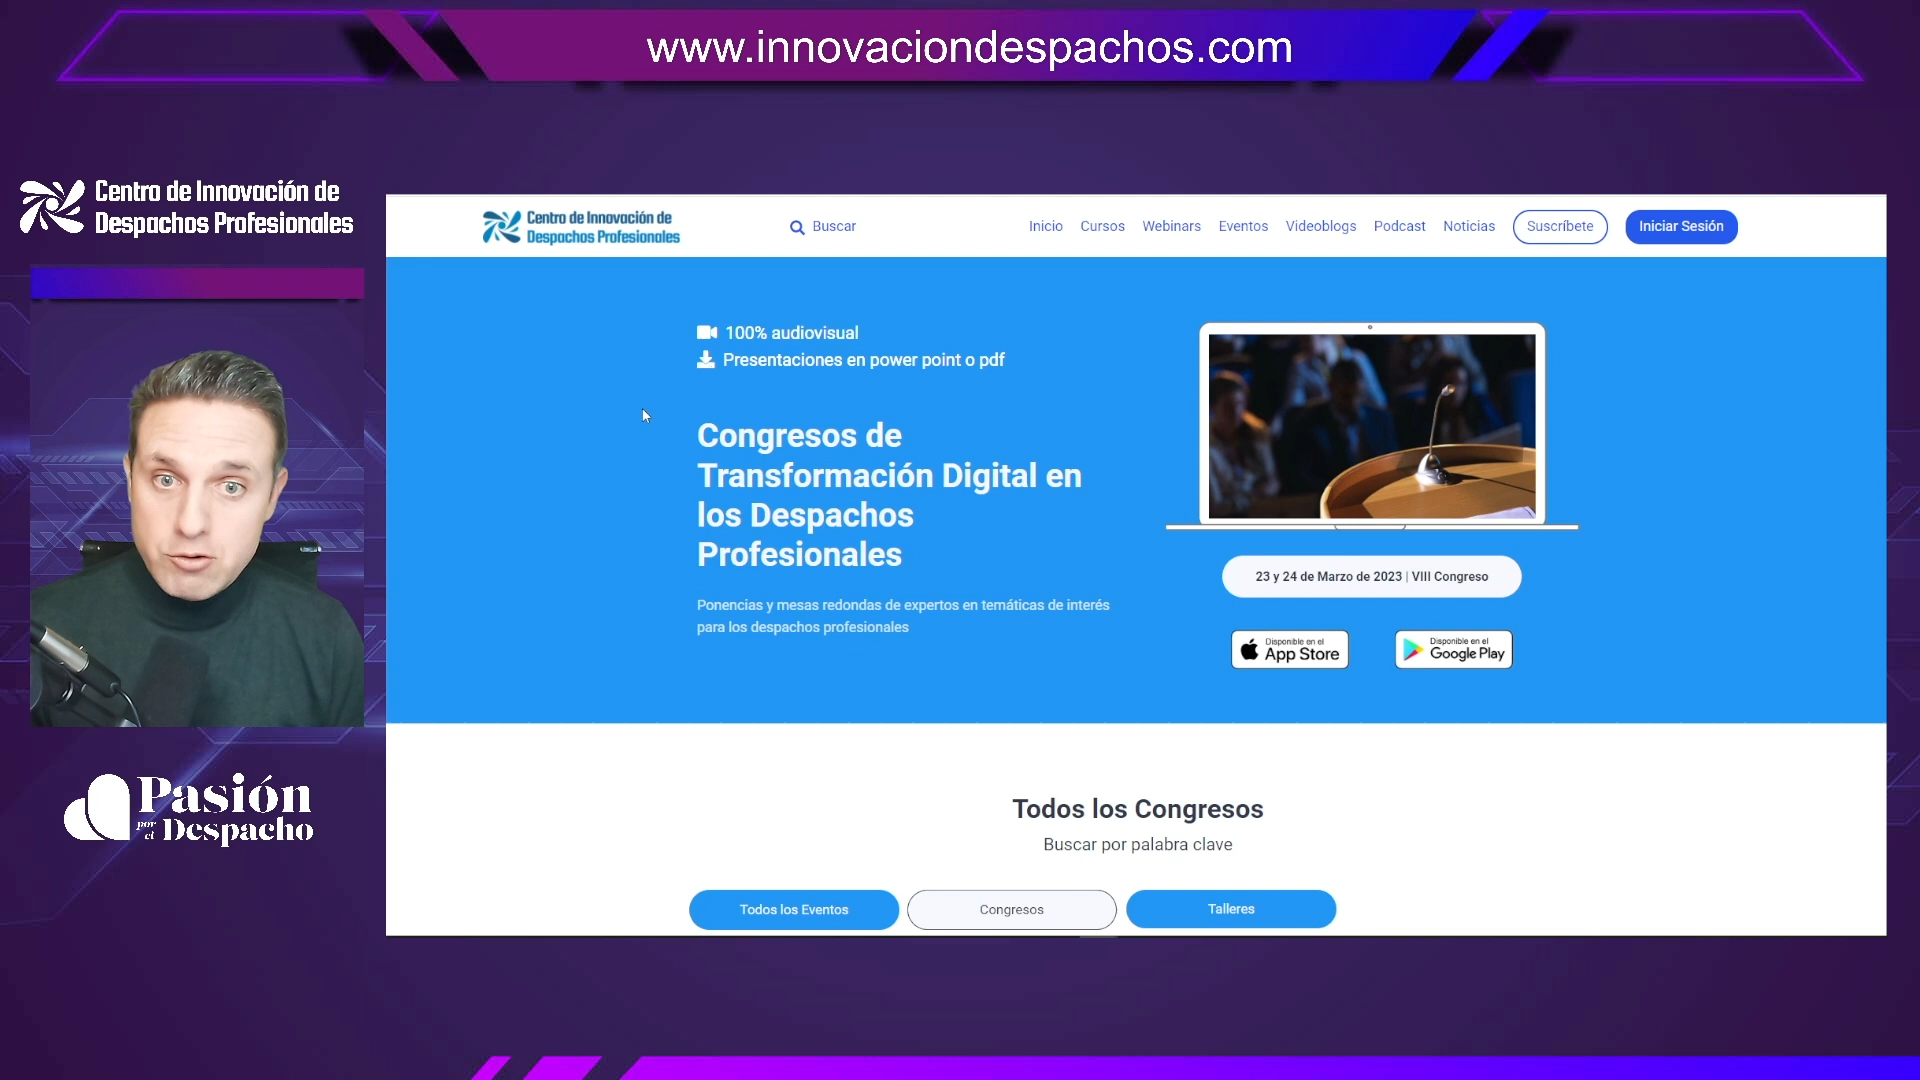 www.innovaciondespachos.com
Centro de Innovación de
Despachos Profesionales
Centro de Innovación de
Despachos Profesionales
Buscar
Inicio
Cursos
Webinars
Eventos
Videoblogs
Podcast
Noticias
Suscríbete
Iniciar Sesión
100% audiovisual
Presentaciones en power point o pdf
Congresos de
Transformación Digital en
los Despachos
Profesionales
Ponencias y mesas redondas de expertos en temáticas de interés
para los despachos profesionales
23 y 24 de Marzo de 2023 | VIII Congreso
Disponible en el
App Store
Disponible en el
Google Play
Pasión
por el Despacho
Todos los Congresos
Buscar por palabra clave
Todos los Eventos
Congresos
Talleres